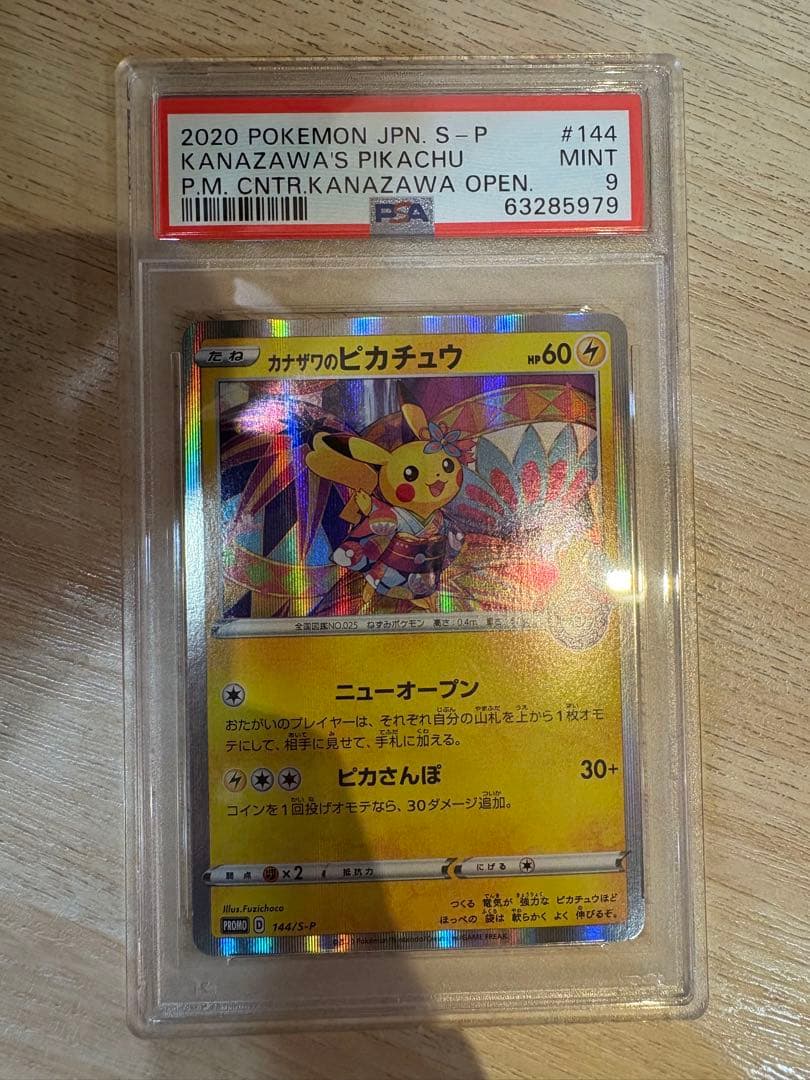 2020 POKEMON JPN. S-P #144
KANAZAWA'S PIKACHU MINT
P.M. CNTR.KANAZAWA OPEN. 9
PSA 63285979
たね カナザワのピカチュウ HP60
全国図鑑NO.025 ねずみポケモン 高さ:0.4m
ニューオープン
おたがいのプレイヤーは、それぞれ自分の山札を上から1枚オモ
テにして、相手に見せて、手札に加える。
ピカさんぽ 30+
コインを1回投げオモテなら、30ダメージ追加。
弱点 ×2 抵抗力 にげる
Illus.Fuzichoco
つくる 電気が 強力な ピカチュウほど
PROMO D 144/S-P
ほっぺの 袋は 軟らかく よく 伸びるぞ。
GAME FREAK.